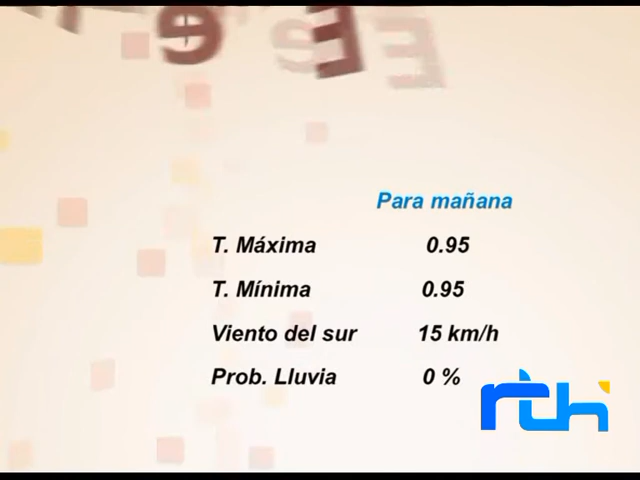 Para mañana
T. Máxima 0.95
T. Mínima 0.95
Viento del sur 15 km/h
Prob. Lluvia 0 %
rth